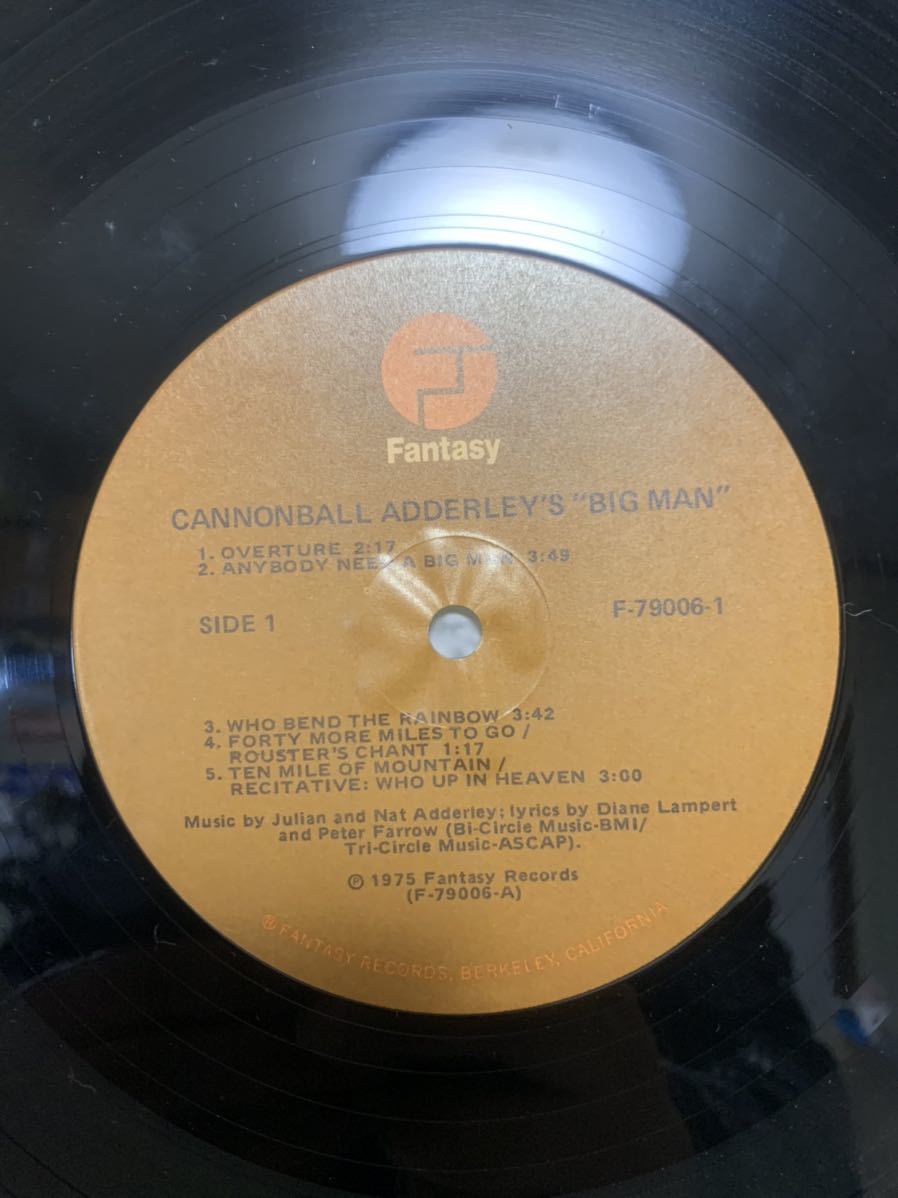 Fantasy
CANNONBALL ADDERLEY'S "BIG MAN"
1. OVERTURE 2:17
2. ANYBODY NEED A BIG MAN 3:49
SIDE 1
F-79006-1
3. WHO BEND THE RAINBOW 3:42
4. FORTY MORE MILES TO GO /
ROUSTER'S CHANT 1:17
5. TEN MILE OF MOUNTAIN /
RECITATIVE: WHO UP IN HEAVEN 3:00
Music by Julian and Nat Adderley; lyrics by Diane Lampert
and Peter Farrow (Bi-Circle Music-BMI/
Tri-Circle Music-ASCAP).
℗ 1975 Fantasy Records
(F-79006-A)
® FANTASY RECORDS, BERKELEY, CALIFORNIA